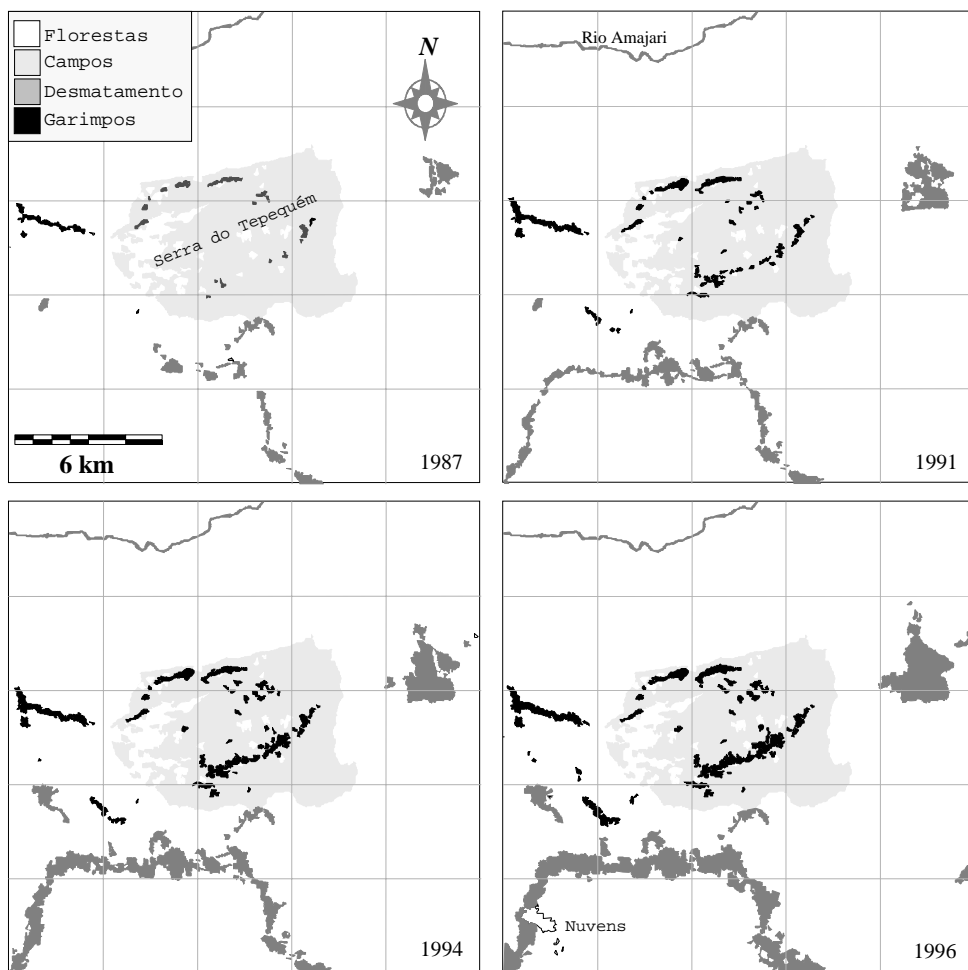 Florestas
Campos
Desmatamento
Garimpos
N
Serra do Tepequém
6 km
1987
Rio Amajari
1991
1994
Nuvens
1996